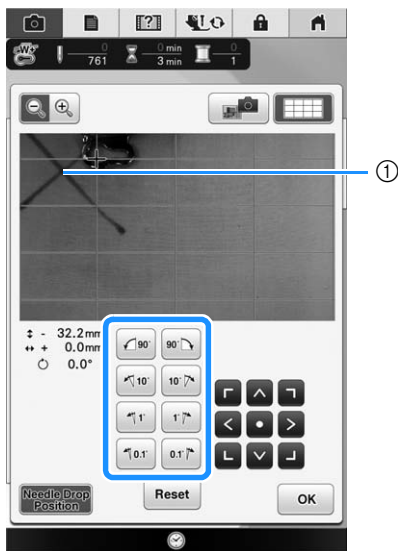 W+
0
761
0 min
3 min
0
1
①
- 32.2mm
+ 0.0mm
0.0°
90° 90°
10° 10°
1° 1°
0.1° 0.1°
Needle Drop
Position
Reset
OK